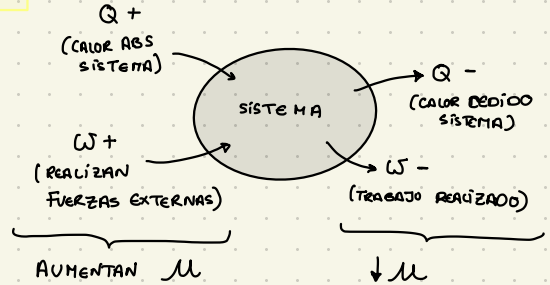 Q +
(CALOR ABS
SISTEMA)
W +
(REALIZAN
FUERZAS EXTERNAS)
AUMENTAN U
SISTEMA
Q -
(CALOR CEDIDO
SISTEMA)
W -
(TRABAJO REALIZADO)
↓ U